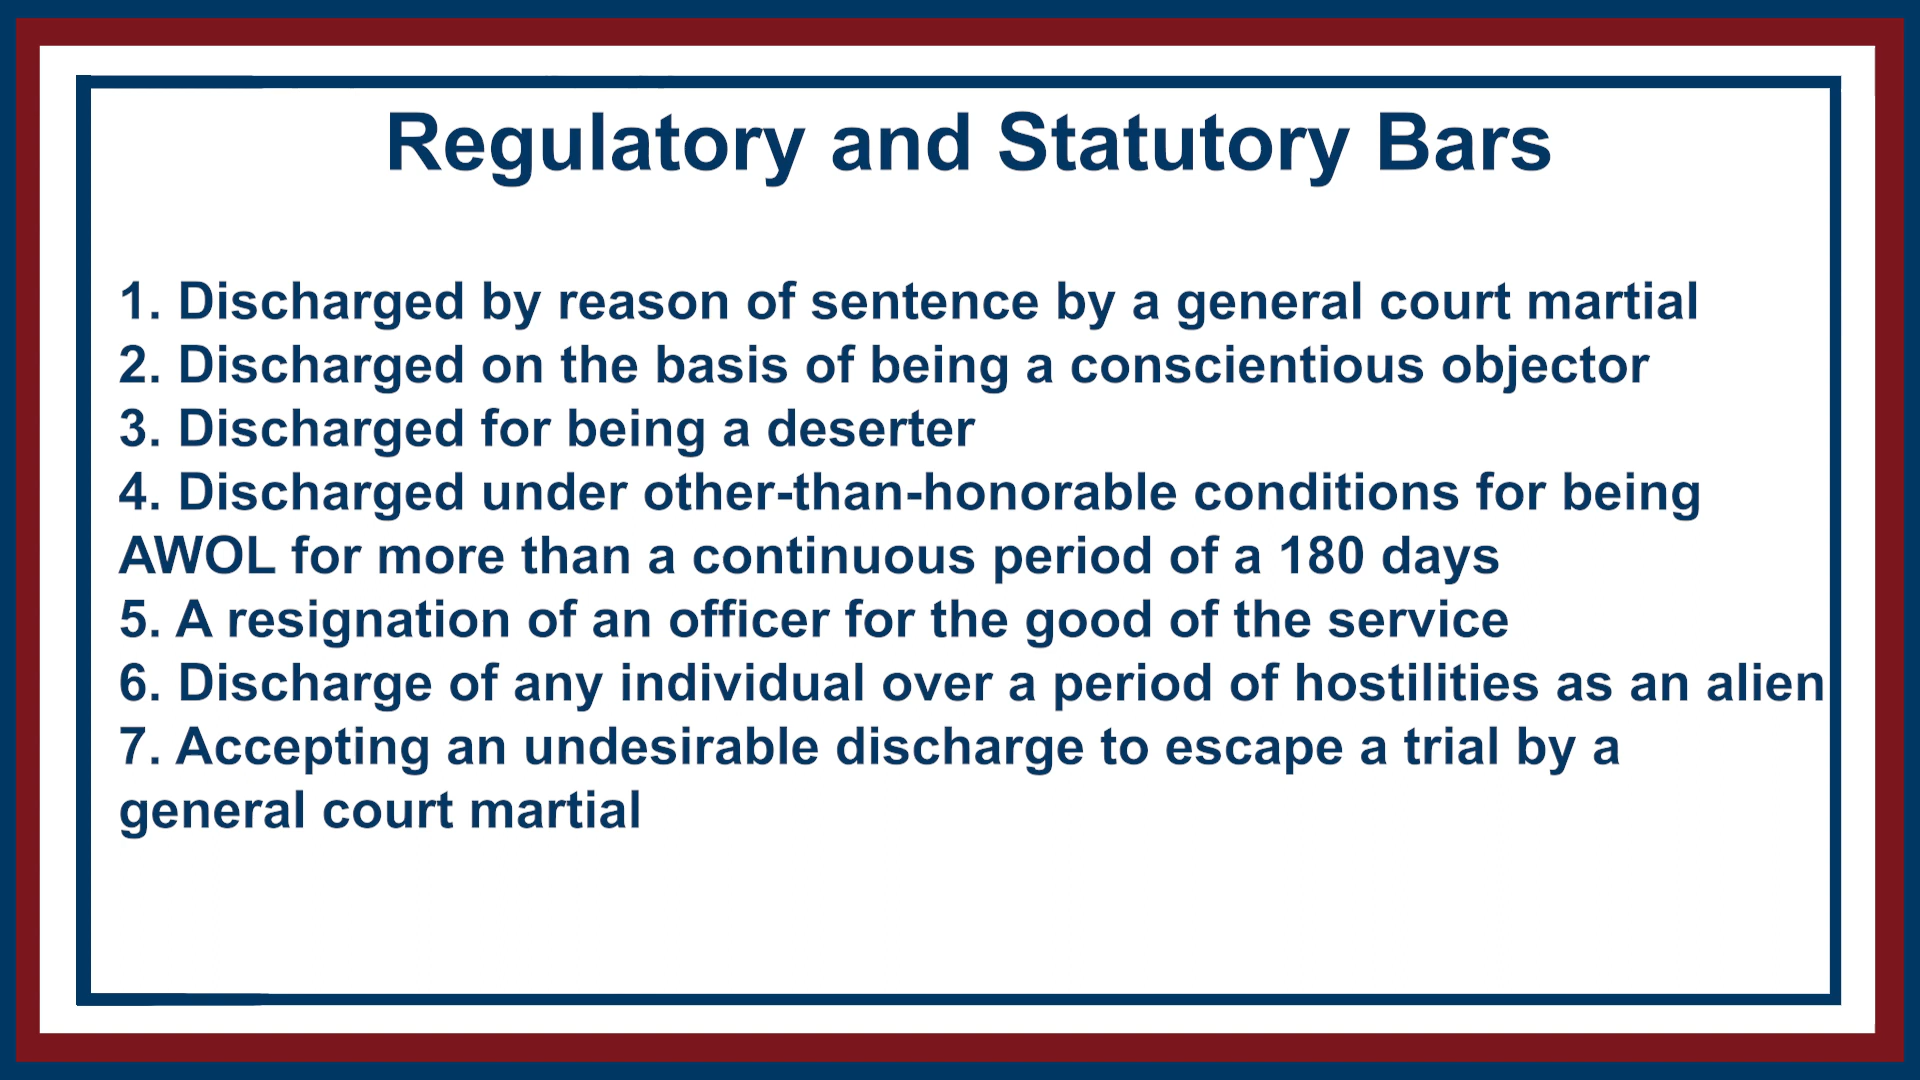 Regulatory and Statutory Bars
1. Discharged by reason of sentence by a general court martial
2. Discharged on the basis of being a conscientious objector
3. Discharged for being a deserter
4. Discharged under other-than-honorable conditions for being
AWOL for more than a continuous period of a 180 days
5. A resignation of an officer for the good of the service
6. Discharge of any individual over a period of hostilities as an alien
7. Accepting an undesirable discharge to escape a trial by a
general court martial